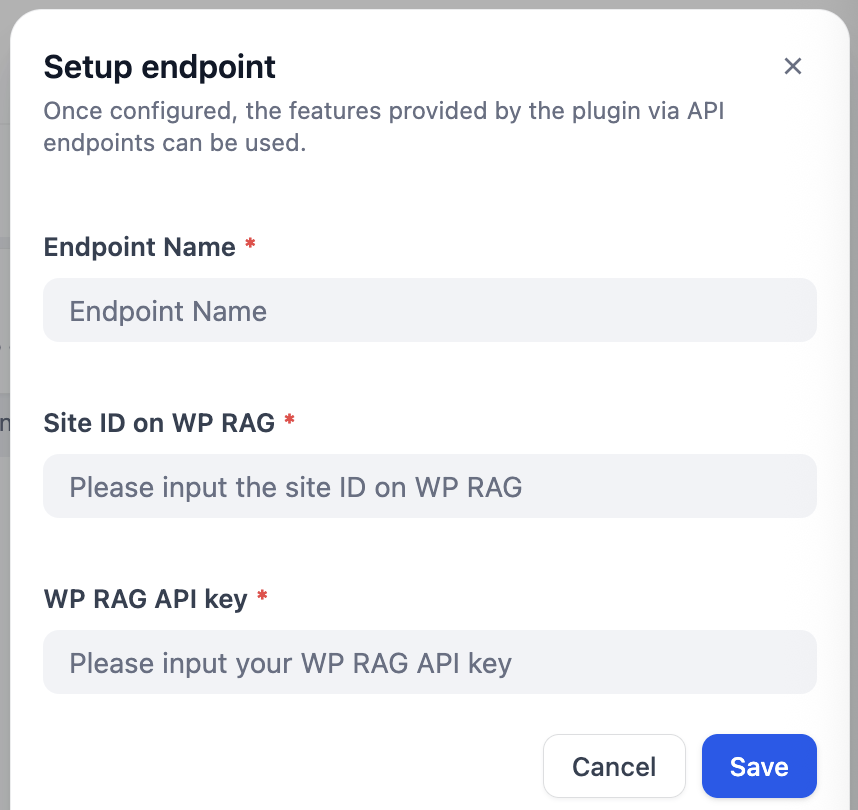 Setup endpoint
Once configured, the features provided by the plugin via API
endpoints can be used.
Endpoint Name *
Endpoint Name
Site ID on WP RAG *
Please input the site ID on WP RAG
WP RAG API key *
Please input your WP RAG API key
Cancel
Save